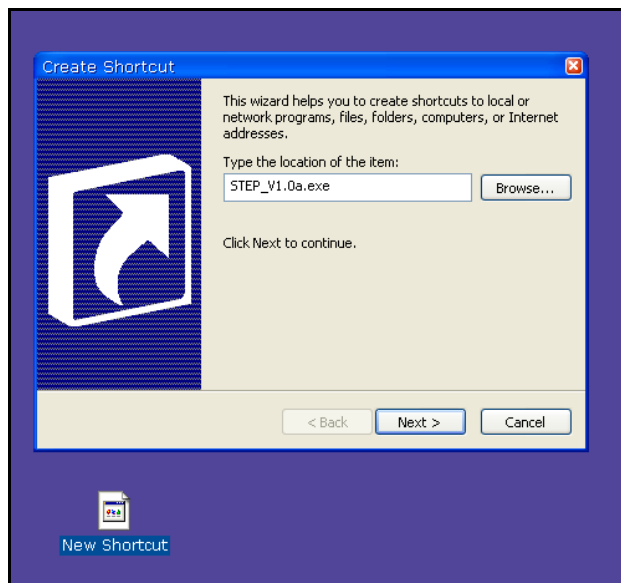 Create Shortcut
This wizard helps you to create shortcuts to local or
network programs, files, folders, computers, or Internet
addresses.
Type the location of the item:
STEP_V1.0a.exe
Browse...
Click Next to continue.
< Back
Next >
Cancel
New Shortcut